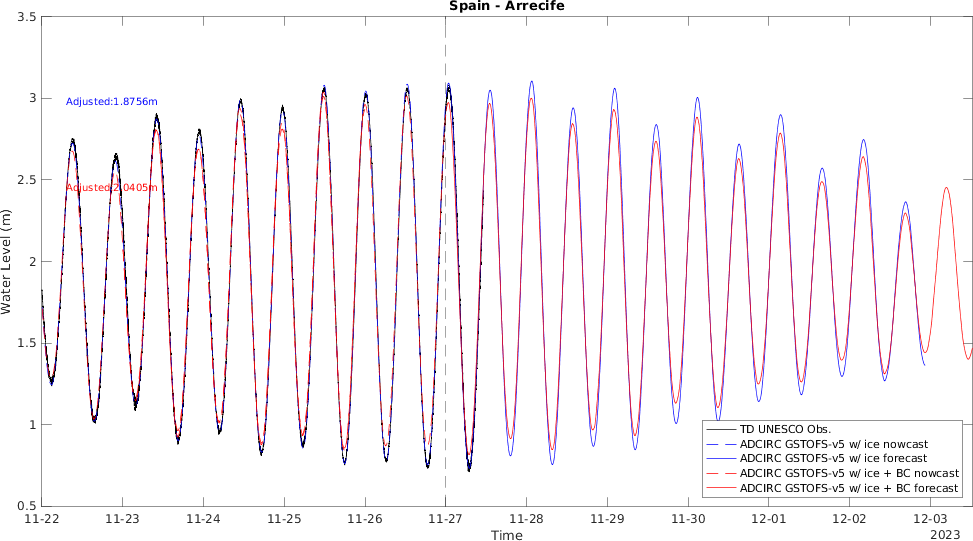 Spain - Arrecife
3.5
3
2.5
2
1.5
1
0.5
Water Level (m)
Adjusted:1.8756m
Adjusted:2.0405m
TD UNESCO Obs.
ADCIRC GSTOFS-v5 w/ ice nowcast
ADCIRC GSTOFS-v5 w/ ice forecast
ADCIRC GSTOFS-v5 w/ ice + BC nowcast
ADCIRC GSTOFS-v5 w/ ice + BC forecast
11-22 11-23 11-24 11-25 11-26 11-27 11-28 11-29 11-30 12-01 12-02 12-03
Time
2023